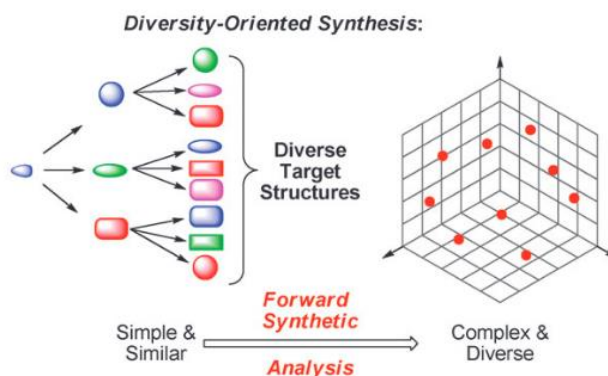 Diversity-Oriented Synthesis:
Diverse
Target
Structures
Forward
Synthetic
Analysis
Simple &
Similar
Complex &
Diverse